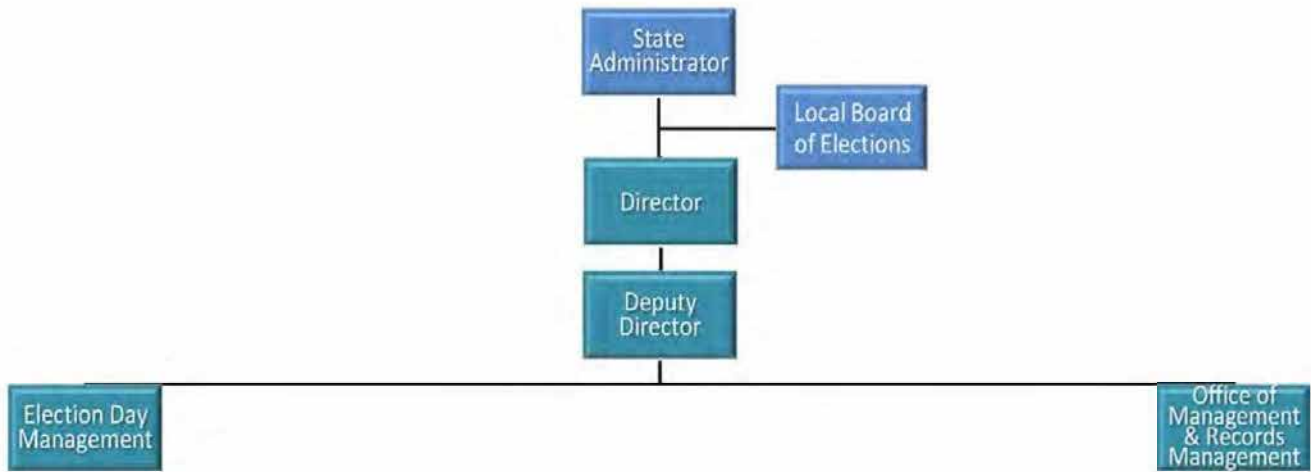 State
Administrator
Local Board
of Elections
Director
Deputy
Director
Election Day
Management
Office of
Management
& Records
Management